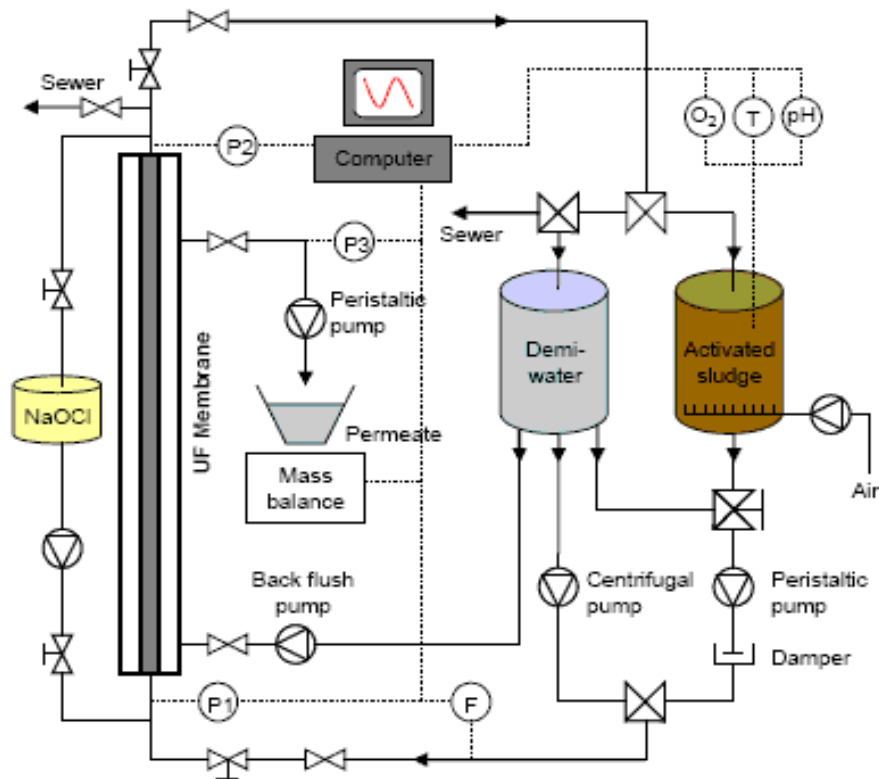 Sewer
P2
Computer
O₂
T
pH
Sewer
P3
Peristaltic
pump
Demi-
water
Activated
sludge
NaOCl
UF Membrane
Permeate
Mass
balance
Air
Back flush
pump
Centrifugal
pump
Peristaltic
pump
Damper
P1
F